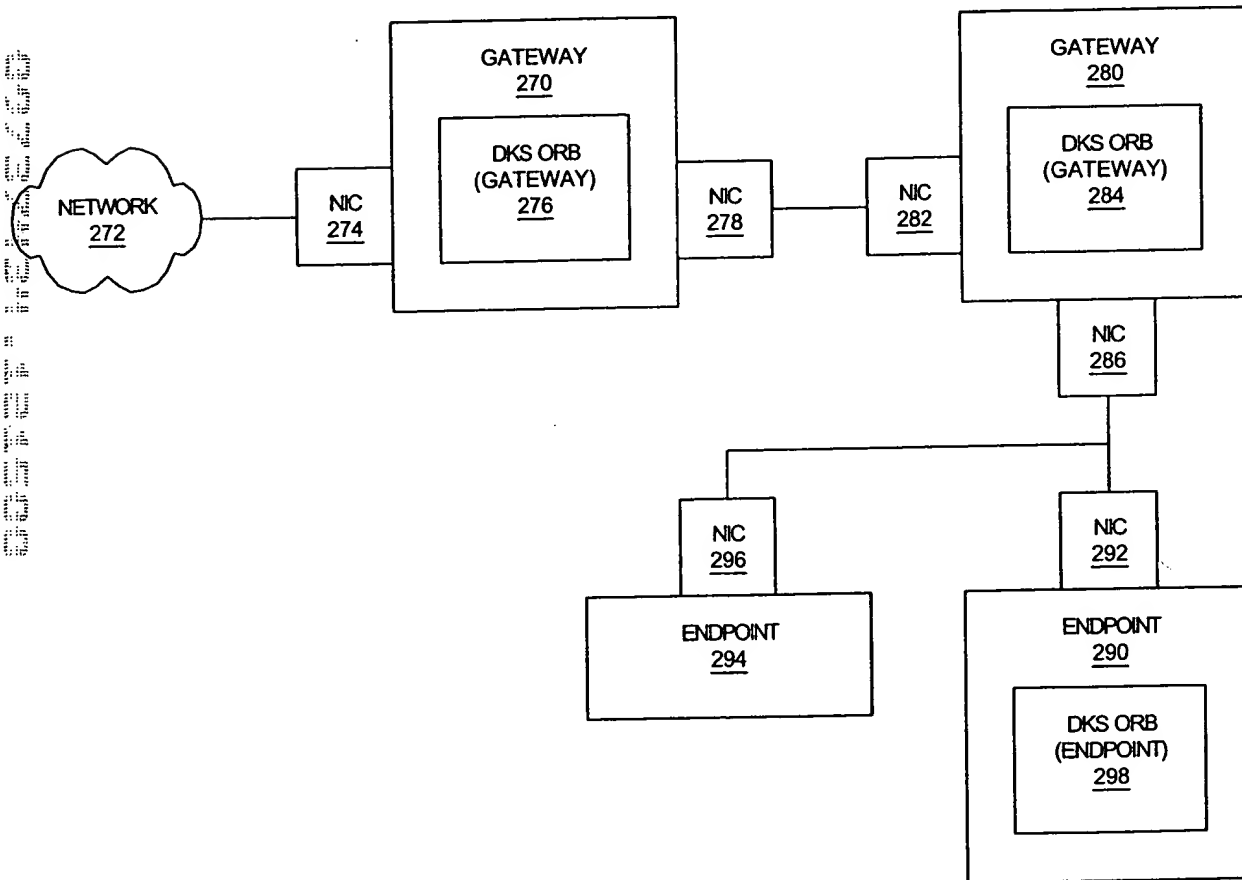 GATEWAY
270
DKS ORB
(GATEWAY)
276
NETWORK
272
NIC
274
NIC
278
NIC
282
GATEWAY
280
DKS ORB
(GATEWAY)
284
NIC
286
NIC
296
NIC
292
ENDPOINT
294
ENDPOINT
290
DKS ORB
(ENDPOINT)
298